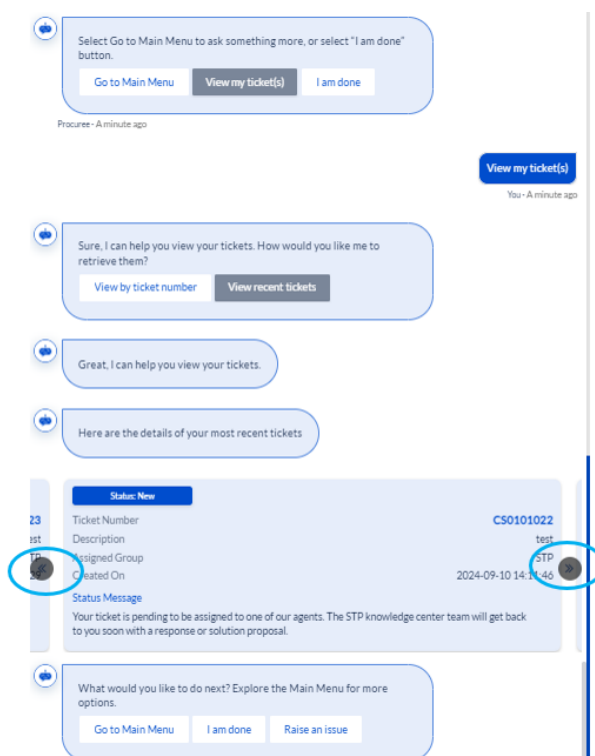 Select Go to Main Menu to ask something more, or select "I am done"
button.
Go to Main Menu View my ticket(s) I am done
Procuree - A minute ago
View my ticket(s)
You - A minute ago
Sure, I can help you view your tickets. How would you like me to
retrieve them?
View by ticket number View recent tickets
Great, I can help you view your tickets.
Here are the details of your most recent tickets
Status: New
23 Ticket Number CS0101022
est Description test
TP Assigned Group STP
Created On 2024-09-10 14:11:46
Status Message
Your ticket is pending to be assigned to one of our agents. The STP knowledge center team will get back
to you soon with a response or solution proposal.
What would you like to do next? Explore the Main Menu for more
options.
Go to Main Menu I am done Raise an issue